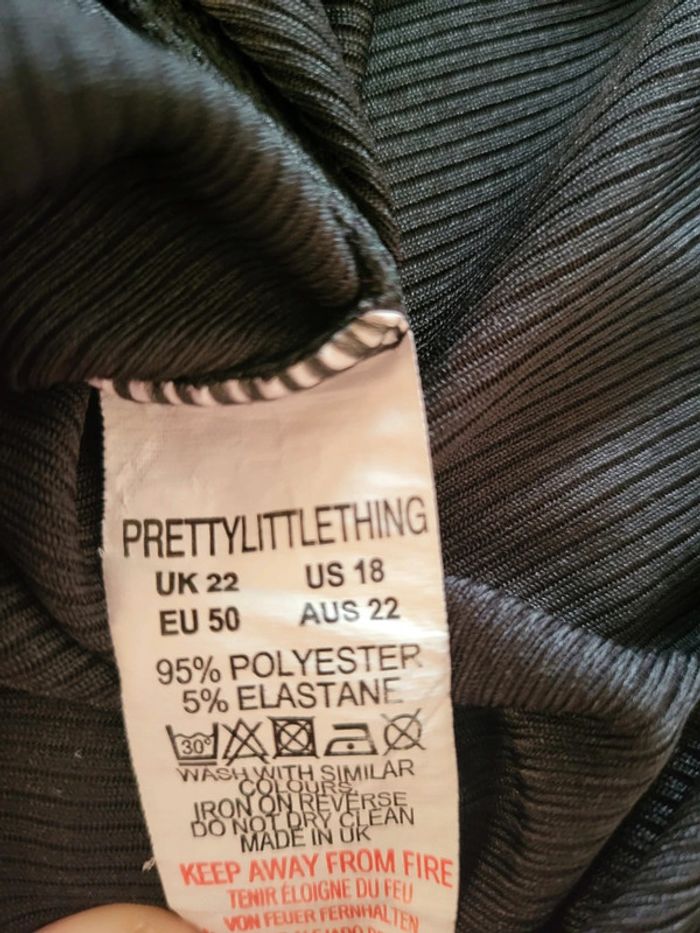 PRETTYLITTLETHING
UK 22 US 18
EU 50 AUS 22
95% POLYESTER
5% ELASTANE
30°
WASH WITH SIMILAR
COLOURS.
IRON ON REVERSE
DO NOT DRY CLEAN
MADE IN UK
KEEP AWAY FROM FIRE
TENIR ÉLOIGNE DU FEU
VON FEUER FERNHALTEN